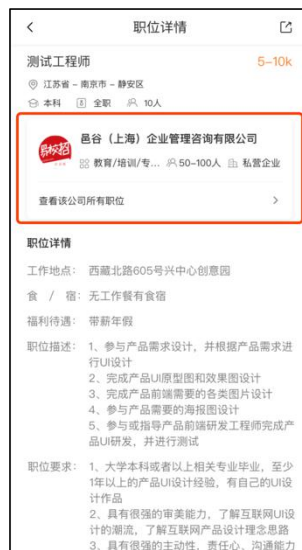 职位详情
测试工程师
5-10k
江苏省 - 南京市 - 静安区
本科 全职 10人
易校招
邑谷（上海）企业管理咨询有限公司
教育/培训/专... 50-100人 私营企业
查看该公司所有职位
职位详情
工作地点： 西藏北路605号兴中心创意园
食 / 宿： 无工作餐有食宿
福利待遇： 带薪年假
职位描述： 1、参与产品需求设计，并根据产品需求进
行UI设计
2、完成产品UI原型图和效果图设计
3、完成产品前端需要的各类图片设计
4、参与产品需要的海报图设计
5、参与或指导产品前端研发工程师完成产
品UI研发，并进行测试
职位要求： 1、大学本科或者以上相关专业毕业，至少
1年以上的产品UI设计经验，有自己的UI设
计作品
2、具有很强的审美能力，了解互联网UI设
计的潮流，了解互联网产品设计理念思路
3、具有很强的主动性，责任心，沟通能力